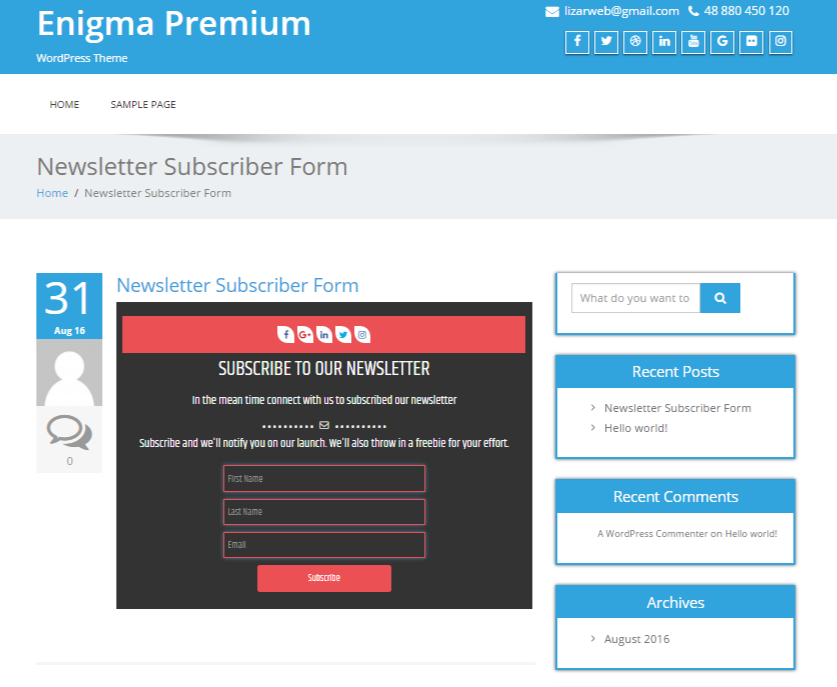 Enigma Premium
WordPress Theme
lizarweb@gmail.com 48 880 450 120
HOME SAMPLE PAGE
Newsletter Subscriber Form
Home / Newsletter Subscriber Form
31
Aug 16
0
Newsletter Subscriber Form
SUBSCRIBE TO OUR NEWSLETTER
In the mean time connect with us to subscribed our newsletter
Subscribe and we'll notify you on our launch. We'll also throw in a freebie for your effort.
First Name
Last Name
Email
Subscribe
What do you want to
Recent Posts
Newsletter Subscriber Form
Hello world!
Recent Comments
A WordPress Commenter on Hello world!
Archives
August 2016